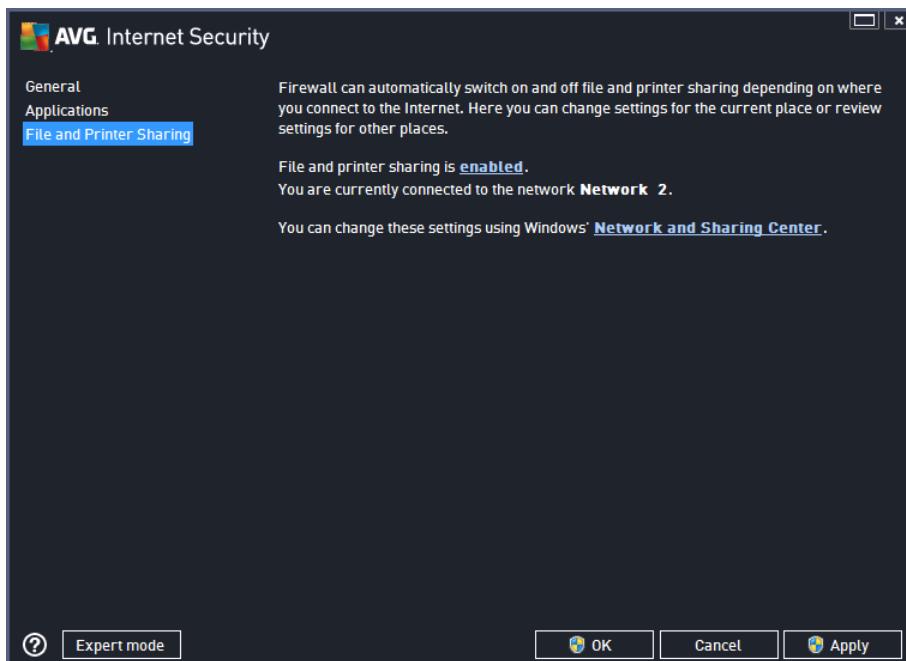 AVG. Internet Security
General
Applications
File and Printer Sharing
Firewall can automatically switch on and off file and printer sharing depending on where
you connect to the Internet. Here you can change settings for the current place or review
settings for other places.
File and printer sharing is enabled.
You are currently connected to the network Network 2.
You can change these settings using Windows' Network and Sharing Center.
Expert mode
OK
Cancel
Apply